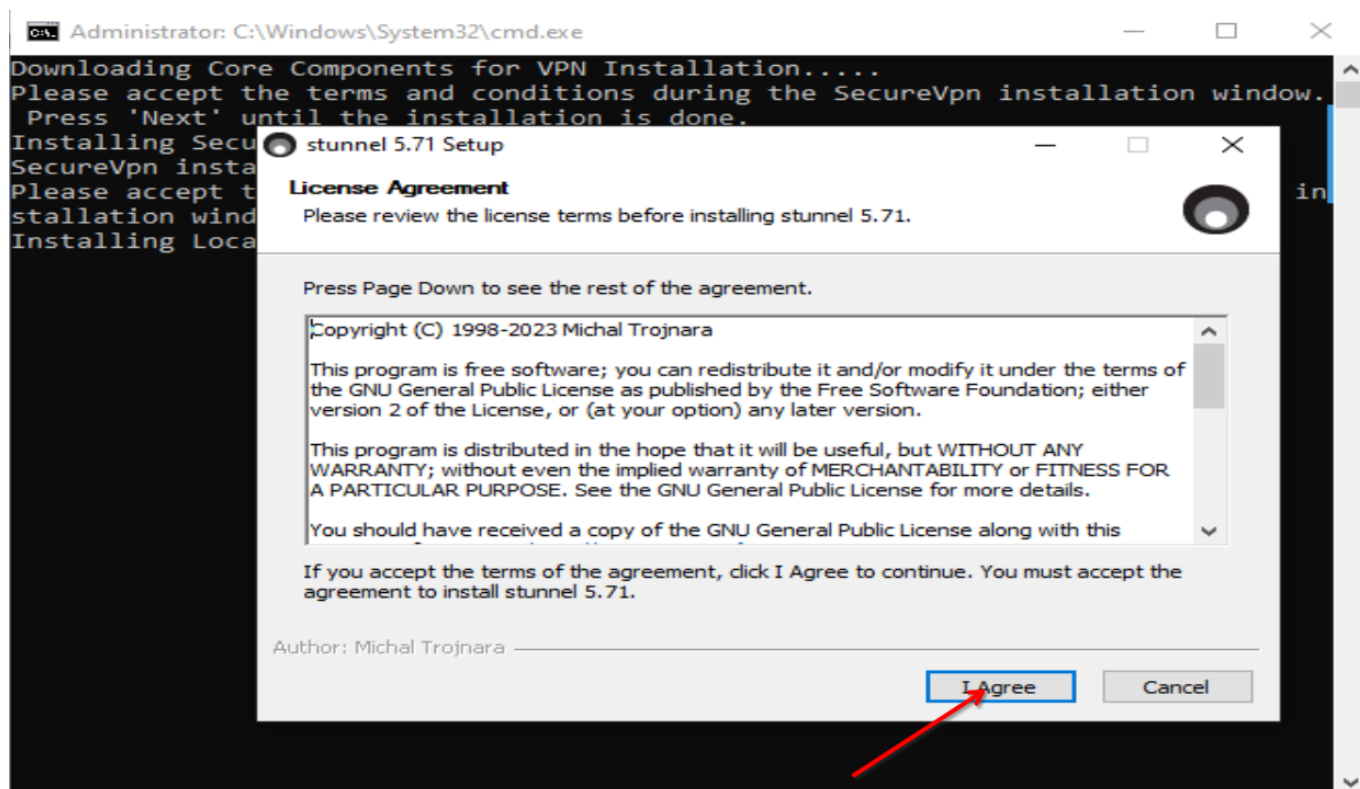 Administrator: C:\Windows\System32\cmd.exe
Downloading Core Components for VPN Installation.....
Please accept the terms and conditions during the SecureVpn installation window.
Press 'Next' until the installation is done.
Installing Secu
SecureVpn insta
Please accept t in
stallation wind
Installing Loca
stunnel 5.71 Setup
License Agreement
Please review the license terms before installing stunnel 5.71.
Press Page Down to see the rest of the agreement.
Copyright (C) 1998-2023 Michal Trojnara
This program is free software; you can redistribute it and/or modify it under the terms of
the GNU General Public License as published by the Free Software Foundation; either
version 2 of the License, or (at your option) any later version.
This program is distributed in the hope that it will be useful, but WITHOUT ANY
WARRANTY; without even the implied warranty of MERCHANTABILITY or FITNESS FOR
A PARTICULAR PURPOSE. See the GNU General Public License for more details.
You should have received a copy of the GNU General Public License along with this
If you accept the terms of the agreement, click I Agree to continue. You must accept the
agreement to install stunnel 5.71.
Author: Michal Trojnara
I Agree
Cancel